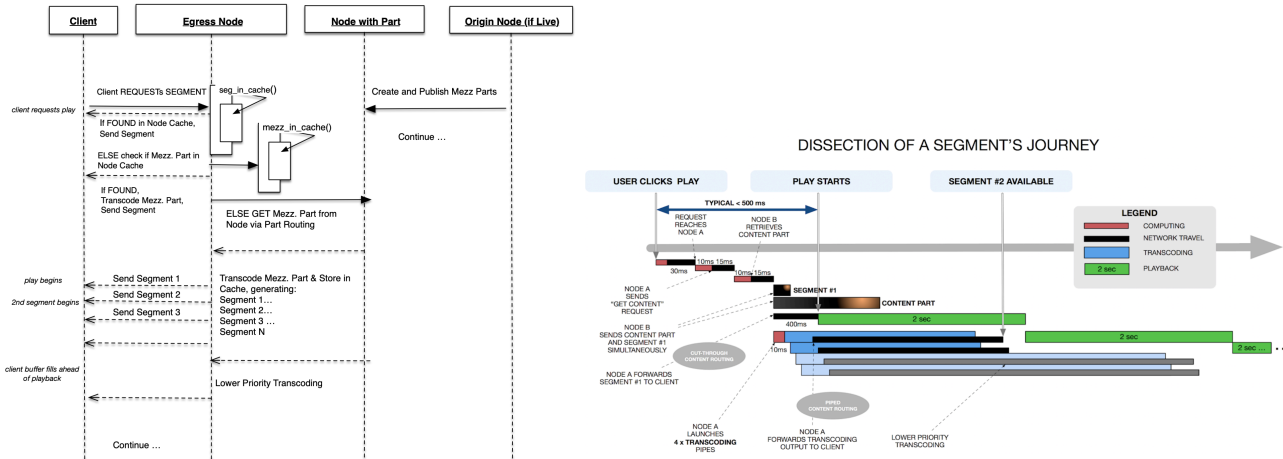 Client
Egress Node
Node with Part
Origin Node (if Live)
Client REQUESTs SEGMENT
seg_in_cache()
client requests play
Create and Publish Mezz Parts
If FOUND in Node Cache,
Send Segment
mezz_in_cache()
Continue ...
ELSE check if Mezz. Part in
Node Cache
If FOUND,
Transcode Mezz. Part,
Send Segment
ELSE GET Mezz. Part from
Node via Part Routing
play begins
Send Segment 1
2nd segment begins
Send Segment 2
Send Segment 3
Transcode Mezz. Part & Store in
Cache, generating:
Segment 1…
Segment 2…
Segment 3 …
Segment N
client buffer fills ahead
of playback
Lower Priority Transcoding
Continue …
DISSECTION OF A SEGMENT'S JOURNEY
USER CLICKS PLAY
PLAY STARTS
SEGMENT #2 AVAILABLE
TYPICAL < 500 ms
REQUEST
REACHES
NODE A
NODE B
RETRIEVES
CONTENT PART
LEGEND
COMPUTING
NETWORK TRAVEL
TRANSCODING
2 sec
PLAYBACK
10ms
15ms
30ms
10ms
15ms
NODE A
SENDS
"GET CONTENT"
REQUEST
SEGMENT #1
CONTENT PART
NODE B
SENDS CONTENT PART
AND SEGMENT #1
SIMULTANEOUSLY
400ms
2 sec
2 sec
2 sec …
10ms
CUT-THROUGH
CONTENT ROUTING
NODE A FORWARDS
SEGMENT #1 TO CLIENT
PIPED
CONTENT ROUTING
NODE A
LAUNCHES
4 x TRANSCODING
PIPES
NODE A
FORWARDS TRANSCODING
OUTPUT TO CLIENT
LOWER PRIORITY
TRANSCODING